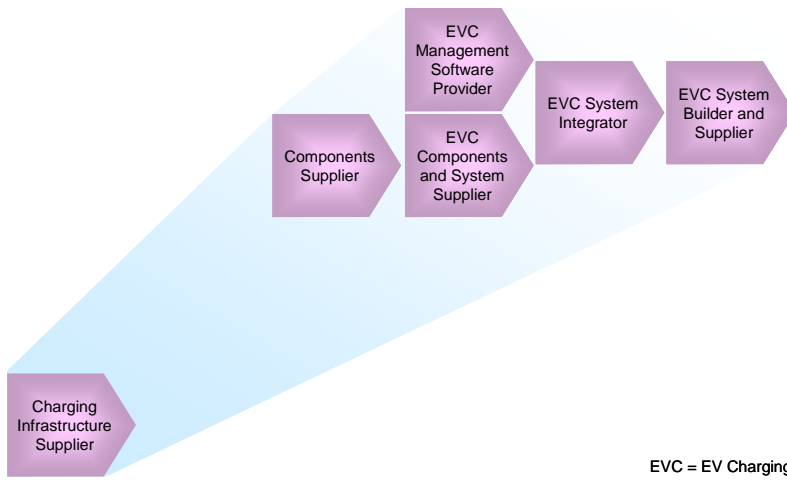 EVC
Management
Software
Provider
EVC System
Integrator
EVC System
Builder and
Supplier
Components
Supplier
EVC
Components
and System
Supplier
Charging
Infrastructure
Supplier
EVC = EV Charging